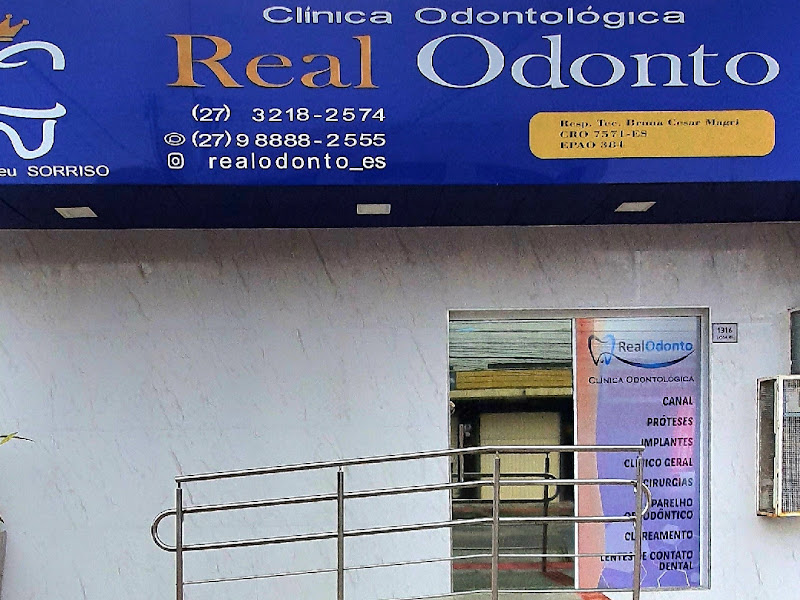 Clínica Odontológica
Real Odonto
(27) 3218-2574
(27) 9 8888-2555
realodonto_es
Resp. Tec. Bruna Cesar Magri
CRO 7571-ES
EPAO 384
eu SORRISO
1316
RealOdonto
CLÍNICA ODONTOLÓGICA
CANAL
PRÓTESES
IMPLANTES
CLÍNICO GERAL
CIRURGIAS
APARELHO
ORTODÔNTICO
CLAREAMENTO
LENTES DE CONTATO
DENTAL